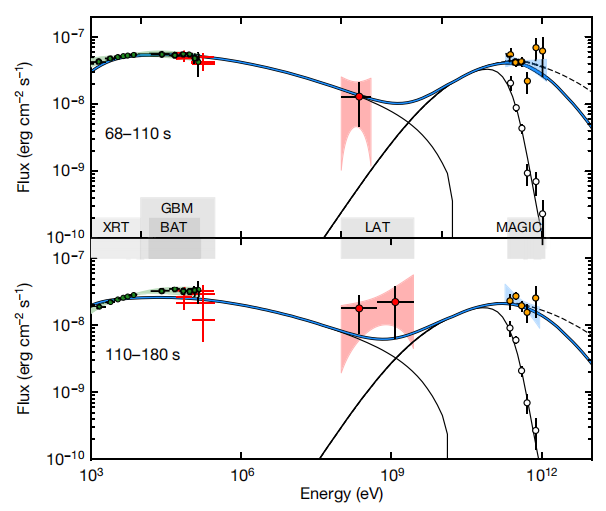 10⁻⁷
10⁻⁸
10⁻⁹
10⁻¹⁰
Flux (erg cm⁻² s⁻¹)
68–110 s
GBM
XRT BAT LAT MAGIC
10⁻⁷
10⁻⁸
10⁻⁹
10⁻¹⁰
Flux (erg cm⁻² s⁻¹)
110–180 s
10³ 10⁶ 10⁹ 10¹²
Energy (eV)